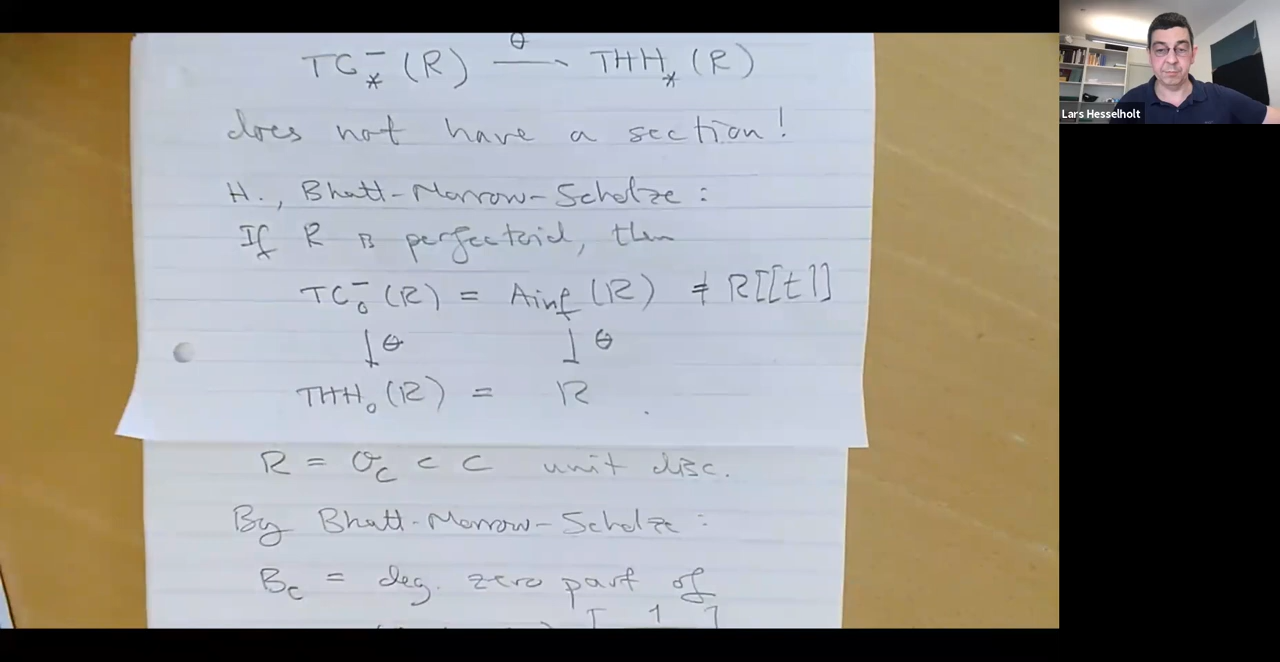 TC⁻_*(R) —θ→ THH_*(R)
does not have a section!
H., Bhatt-Morrow-Scholze:
If R is perfectoid, then
TC⁻_0(R) = Ainf(R) ≠ R[[t]]
↓θ ↓θ
THH_0(R) = R.
R = O_C ⊂ C unit disc.
By Bhatt-Morrow-Scholze:
B_C = deg. zero part of
[ 1 ]
Lars Hesselholt